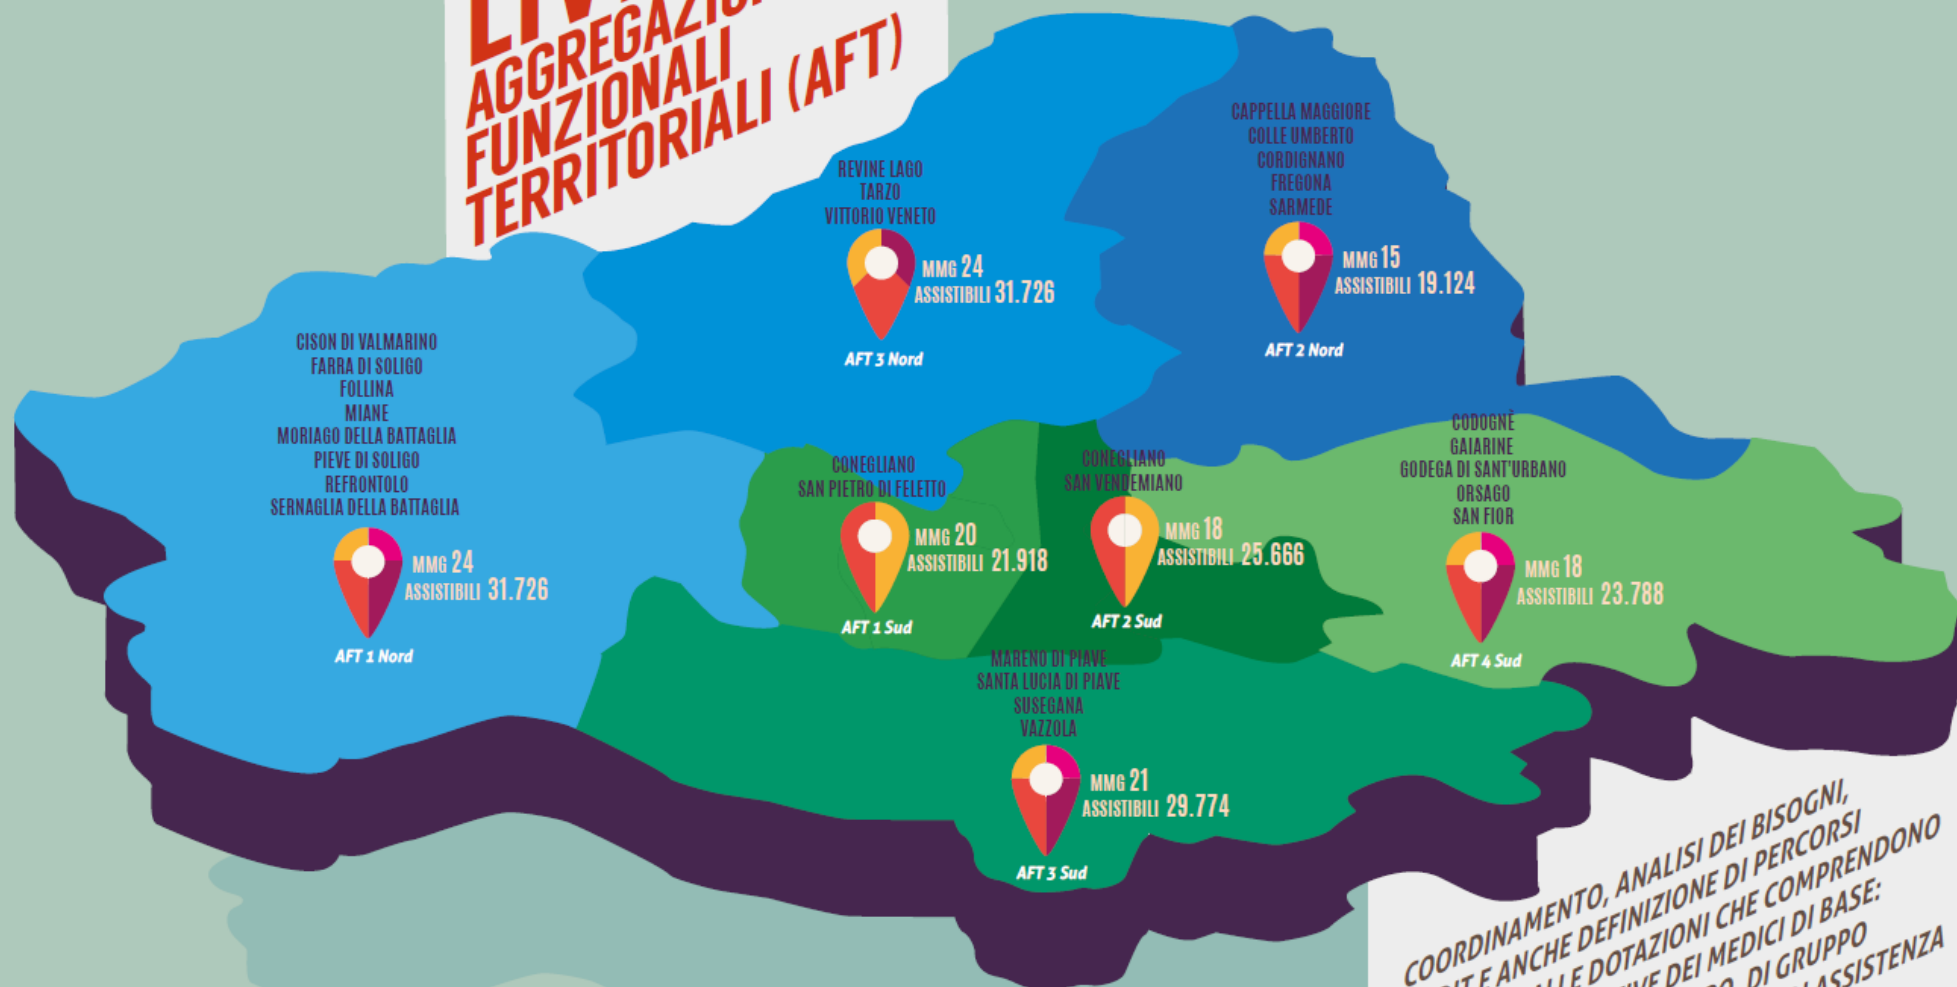 AGGREGAZIO
FUNZIONALI
TERRITORIALI (AFT)
REVINE LAGO
TARZO
VITTORIO VENETO
MMG 24
ASSISTIBILI 31.726
AFT 3 Nord
CAPPELLA MAGGIORE
COLLE UMBERTO
CORDIGNANO
FREGONA
SARMEDE
MMG 15
ASSISTIBILI 19.124
AFT 2 Nord
CISON DI VALMARINO
FARRA DI SOLIGO
FOLLINA
MIANE
MORIAGO DELLA BATTAGLIA
PIEVE DI SOLIGO
REFRONTOLO
SERNAGLIA DELLA BATTAGLIA
MMG 24
ASSISTIBILI 31.726
AFT 1 Nord
CONEGLIANO
SAN PIETRO DI FELETTO
MMG 20
ASSISTIBILI 21.918
AFT 1 Sud
CONEGLIANO
SAN VENDEMIANO
MMG 18
ASSISTIBILI 25.666
AFT 2 Sud
CODOGNÈ
GAIARINE
GODEGA DI SANT'URBANO
ORSAGO
SAN FIOR
MMG 18
ASSISTIBILI 23.788
AFT 4 Sud
MARENO DI PIAVE
SANTA LUCIA DI PIAVE
SUSEGANA
VAZZOLA
MMG 21
ASSISTIBILI 29.774
AFT 3 Sud
COORDINAMENTO, ANALISI DEI BISOGNI,
E ANCHE DEFINIZIONE DI PERCORSI
DOTAZIONI CHE COMPRENDONO
DEI MEDICI DI BASE:
DI GRUPPO
ASSISTENZA